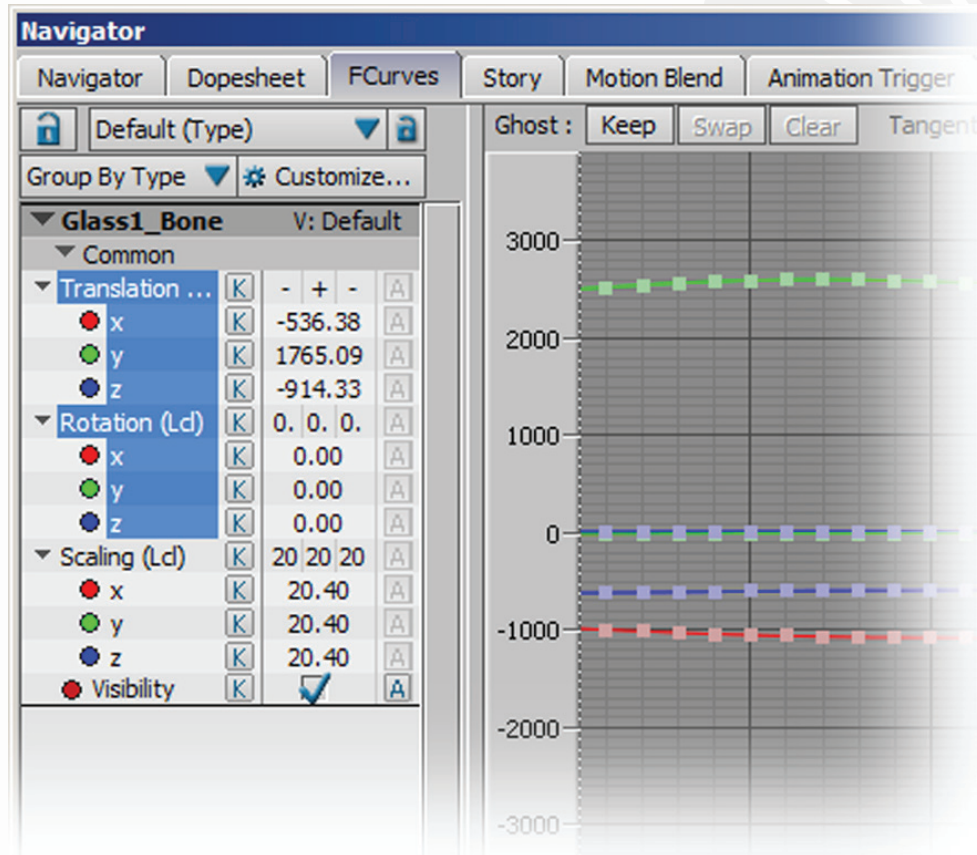 Navigator
Navigator Dopesheet FCurves Story Motion Blend Animation Trigger
Default (Type)
Ghost : Keep Swap Clear Tangent
Group By Type Customize...
Glass1_Bone V: Default
Common
Translation ... K - + - A
x K -536.38 A
y K 1765.09 A
z K -914.33 A
Rotation (Lcl) K 0. 0. 0. A
x K 0.00 A
y K 0.00 A
z K 0.00 A
Scaling (Lcl) K 20 20 20 A
x K 20.40 A
y K 20.40 A
z K 20.40 A
Visibility K A
3000
2000
1000
0
-1000
-2000
-3000